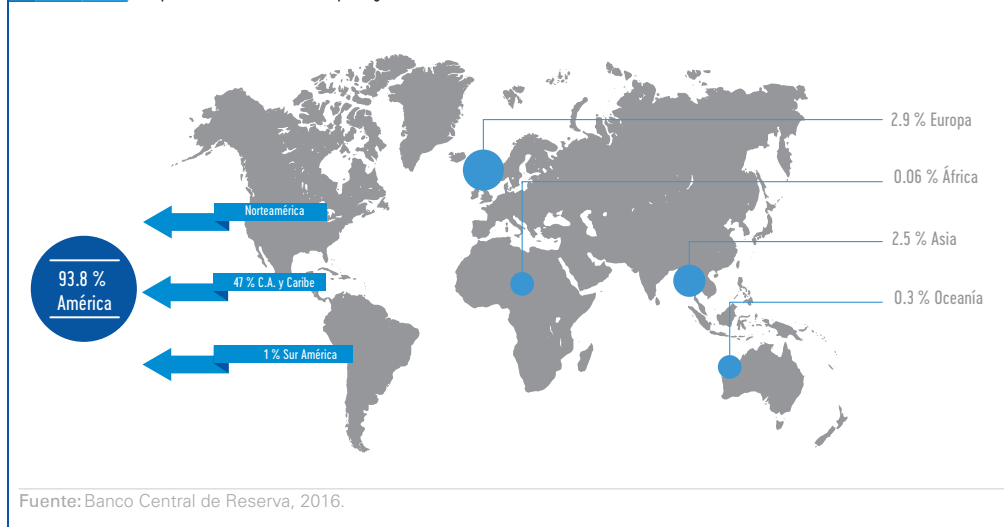 2.9 % Europa
0.06 % África
Norteamérica
2.5 % Asia
93.8 %
América
47 % C.A. y Caribe
0.3 % Oceanía
1 % Sur América
Fuente: Banco Central de Reserva, 2016.